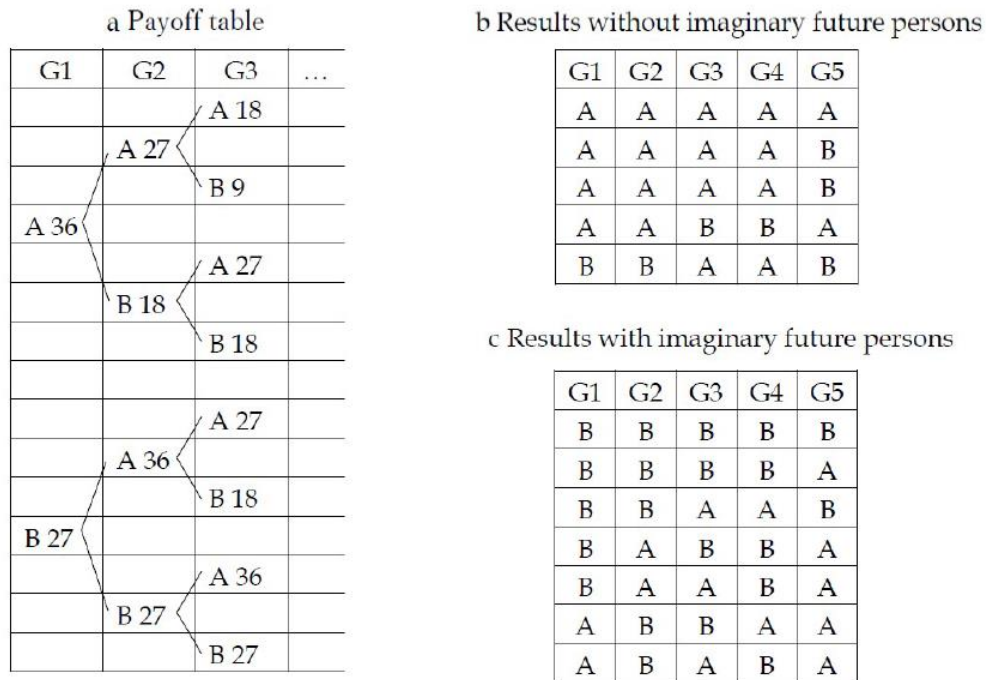 a Payoff table
G1 G2 G3 ...
A 18
A 27
B 9
A 36
A 27
B 18
B 18
A 27
A 36
B 18
B 27
A 36
B 27
B 27
b Results without imaginary future persons
G1 G2 G3 G4 G5
A A A A A
A A A A B
A A A A B
A A B B A
B B A A B
c Results with imaginary future persons
G1 G2 G3 G4 G5
B B B B B
B B B B A
B B A A B
B A B B A
B A A B A
A B B A A
A B A B A